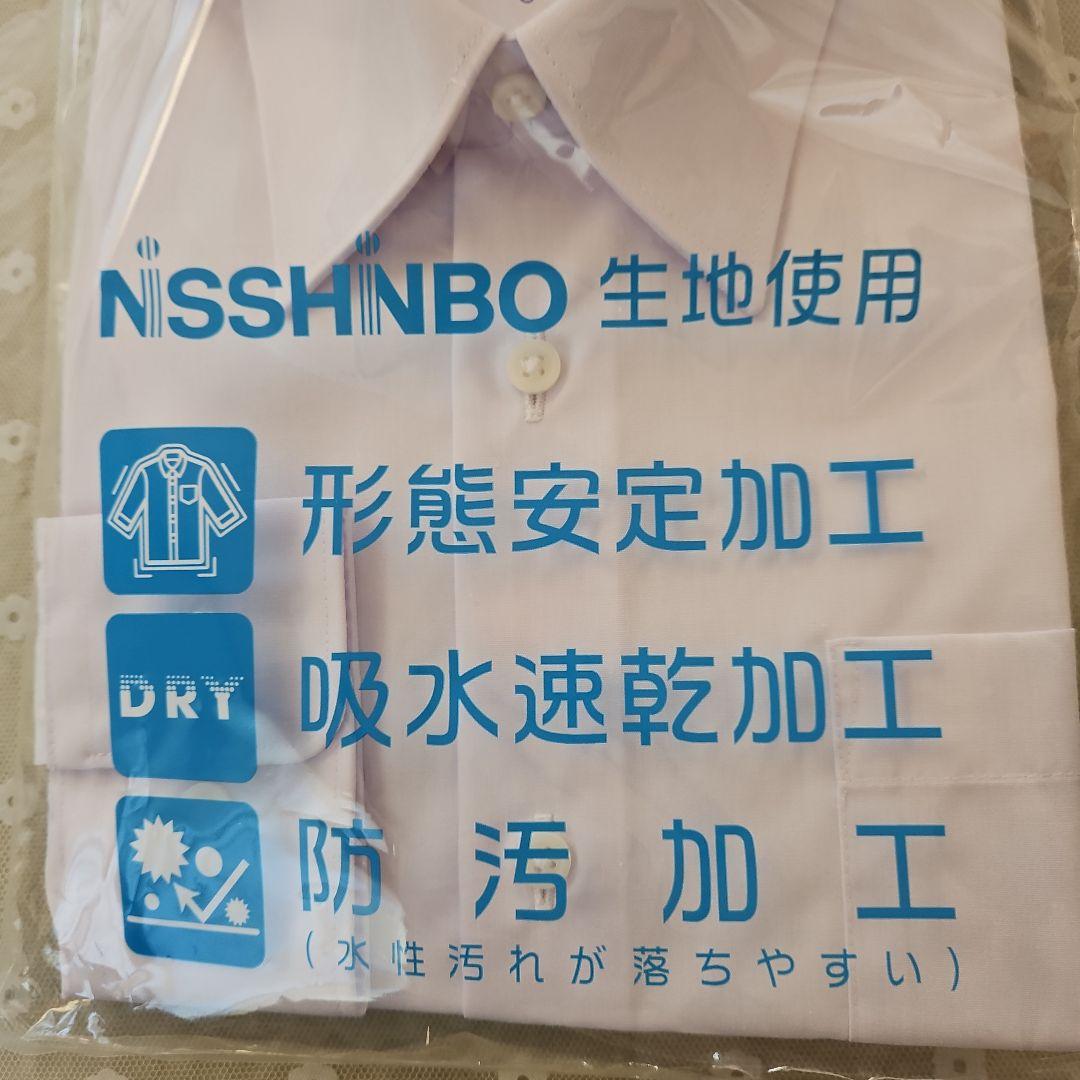 NISSHINBO 生地使用
形態安定加工
DRY 吸水速乾加工
防汚加工
(水性汚れが落ちやすい)